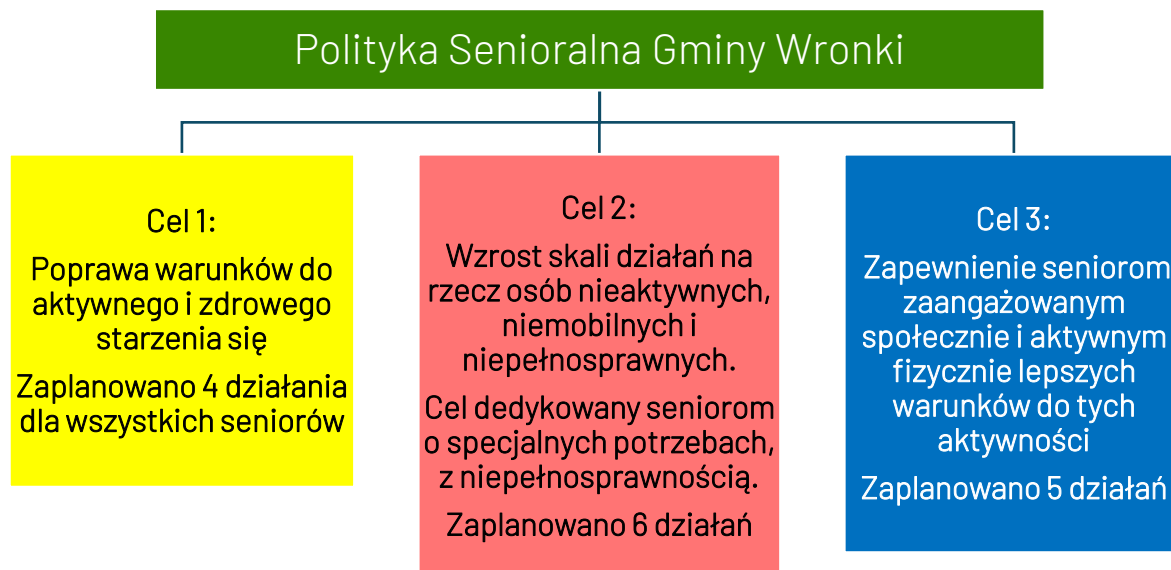 Polityka Senioralna Gminy Wronki
Cel 1:
Poprawa warunków do
aktywnego i zdrowego
starzenia się
Zaplanowano 4 działania
dla wszystkich seniorów
Cel 2:
Wzrost skali działań na
rzecz osób nieaktywnych,
niemobilnych i
niepełnosprawnych.
Cel dedykowany seniorom
o specjalnych potrzebach,
z niepełnosprawnością.
Zaplanowano 6 działań
Cel 3:
Zapewnienie seniorom
zaangażowanym
społecznie i aktywnym
fizycznie lepszych
warunków do tych
aktywności
Zaplanowano 5 działań